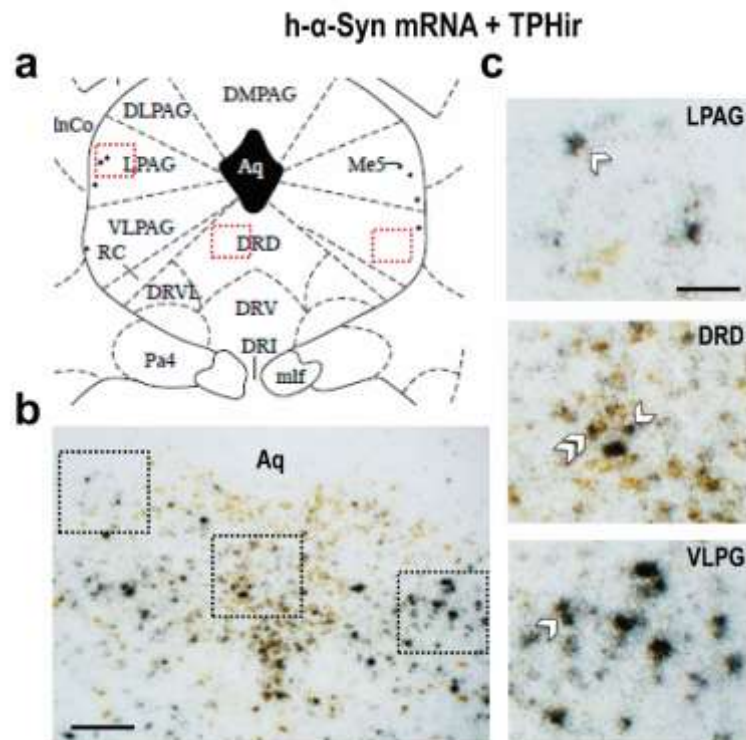 h-α-Syn mRNA + TPHir
a
DMPAG
DLPAG
InCo
LPAG
Aq
Me5
VLPAG
DRD
RC
DRVL
DRV
DRI
Pa4
mlf
b
Aq
c
LPAG
DRD
VLPG